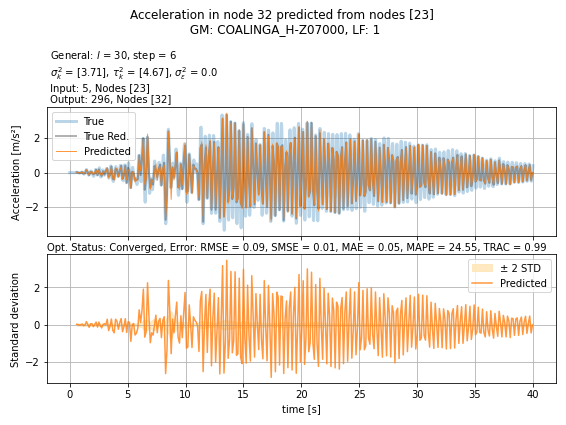 Acceleration in node 32 predicted from nodes [23]
GM: COALINGA_H-Z07000, LF: 1
General: l = 30, step = 6
σ²ₖ = [3.71], τ²ₖ = [4.67], σ²ε = 0.0
Input: 5, Nodes [23]
Output: 296, Nodes [32]
True
True Red.
Predicted
Acceleration [m/s²]
2
0
−2
Opt. Status: Converged, Error: RMSE = 0.09, SMSE = 0.01, MAE = 0.05, MAPE = 24.55, TRAC = 0.99
± 2 STD
Predicted
Standard deviation
2
0
−2
0 5 10 15 20 25 30 35 40
time [s]